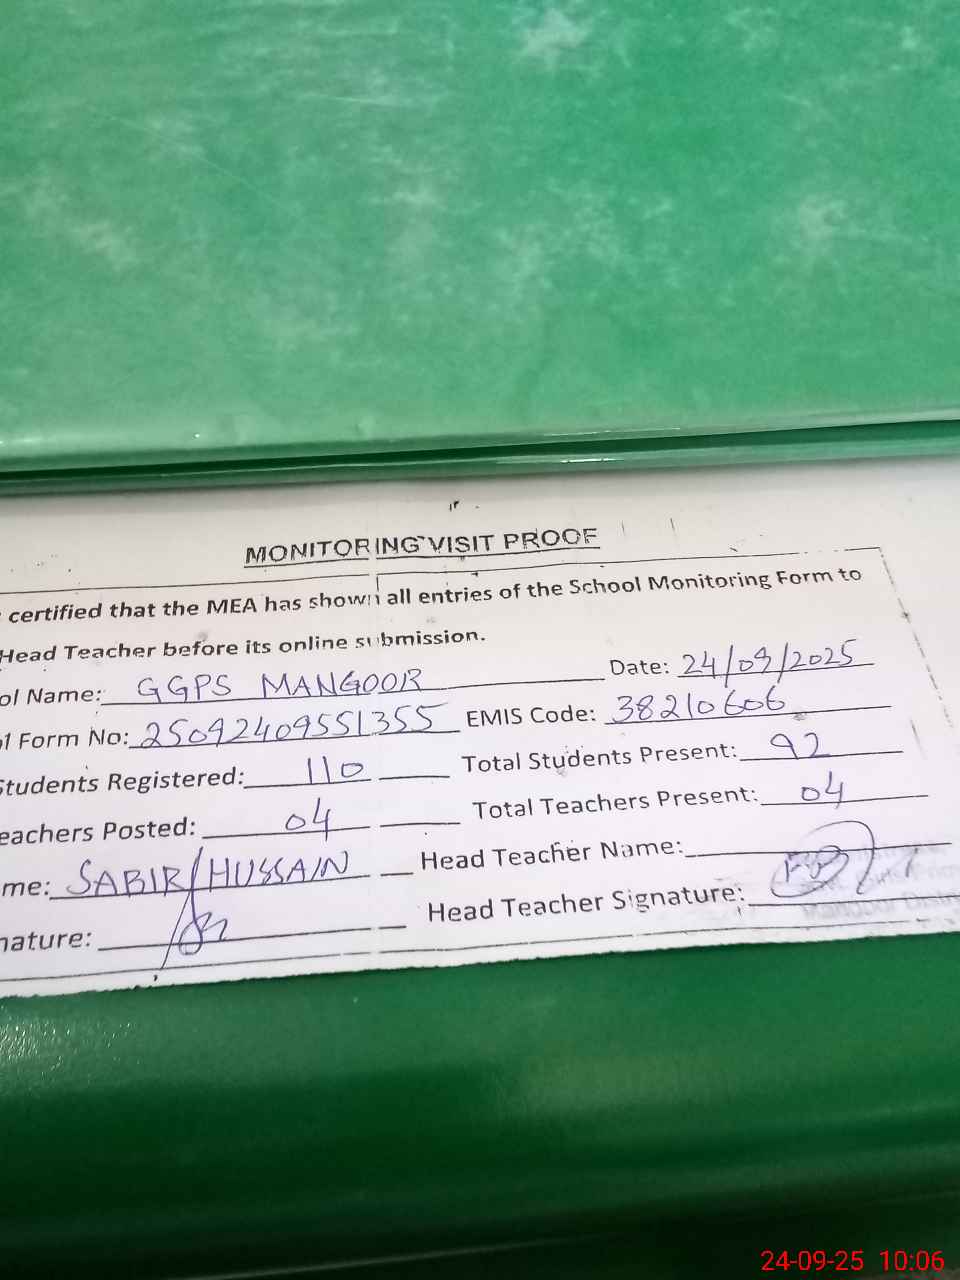 MONITORING VISIT PROOF
certified that the MEA has shown all entries of the School Monitoring Form to
Head Teacher before its online submission.
ol Name: GGPS MANGOOR Date: 24/09/2025
1 Form No: 25092409551355 EMIS Code: 38210606
Students Registered: 110 Total Students Present: 92
eachers Posted: 04 Total Teachers Present: 04
me: SABIR HUSSAIN Head Teacher Name:
nature: Head Teacher Signature:
24-09-25 10:06